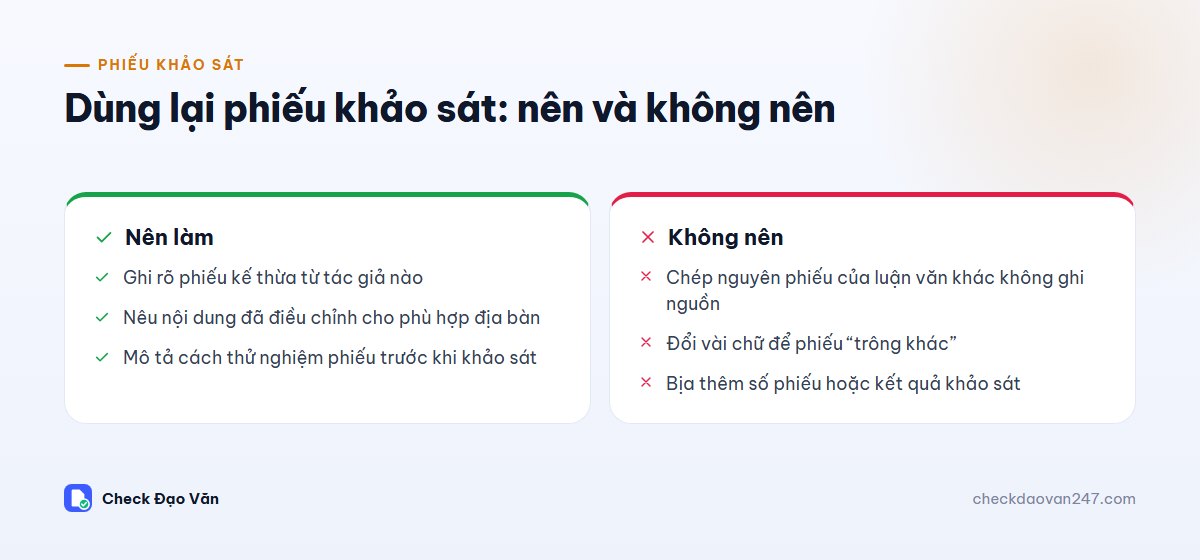 PHIẾU KHẢO SÁT
Dùng lại phiếu khảo sát: nên và không nên
Nên làm
Ghi rõ phiếu kế thừa từ tác giả nào
Nêu nội dung đã điều chỉnh cho phù hợp địa bàn
Mô tả cách thử nghiệm phiếu trước khi khảo sát
Không nên
Chép nguyên phiếu của luận văn khác không ghi
nguồn
Đổi vài chữ để phiếu “trông khác”
Bịa thêm số phiếu hoặc kết quả khảo sát
Check Đạo Văn
checkdaovan247.com